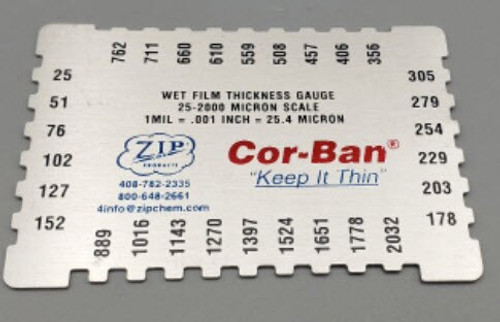 762 711 660 610 559 508 457 406 356
25 305
51 279
76 254
102 229
127 203
152 178
WET FILM THICKNESS GAUGE
25-2000 MICRON SCALE
1MIL = .001 INCH = 25.4 MICRON
ZIP
PRODUCTS
Cor-Ban®
"Keep It Thin"
408-782-2335
800-648-2661
4info@zipchem.com
889 1016 1143 1270 1397 1524 1651 1778 2032